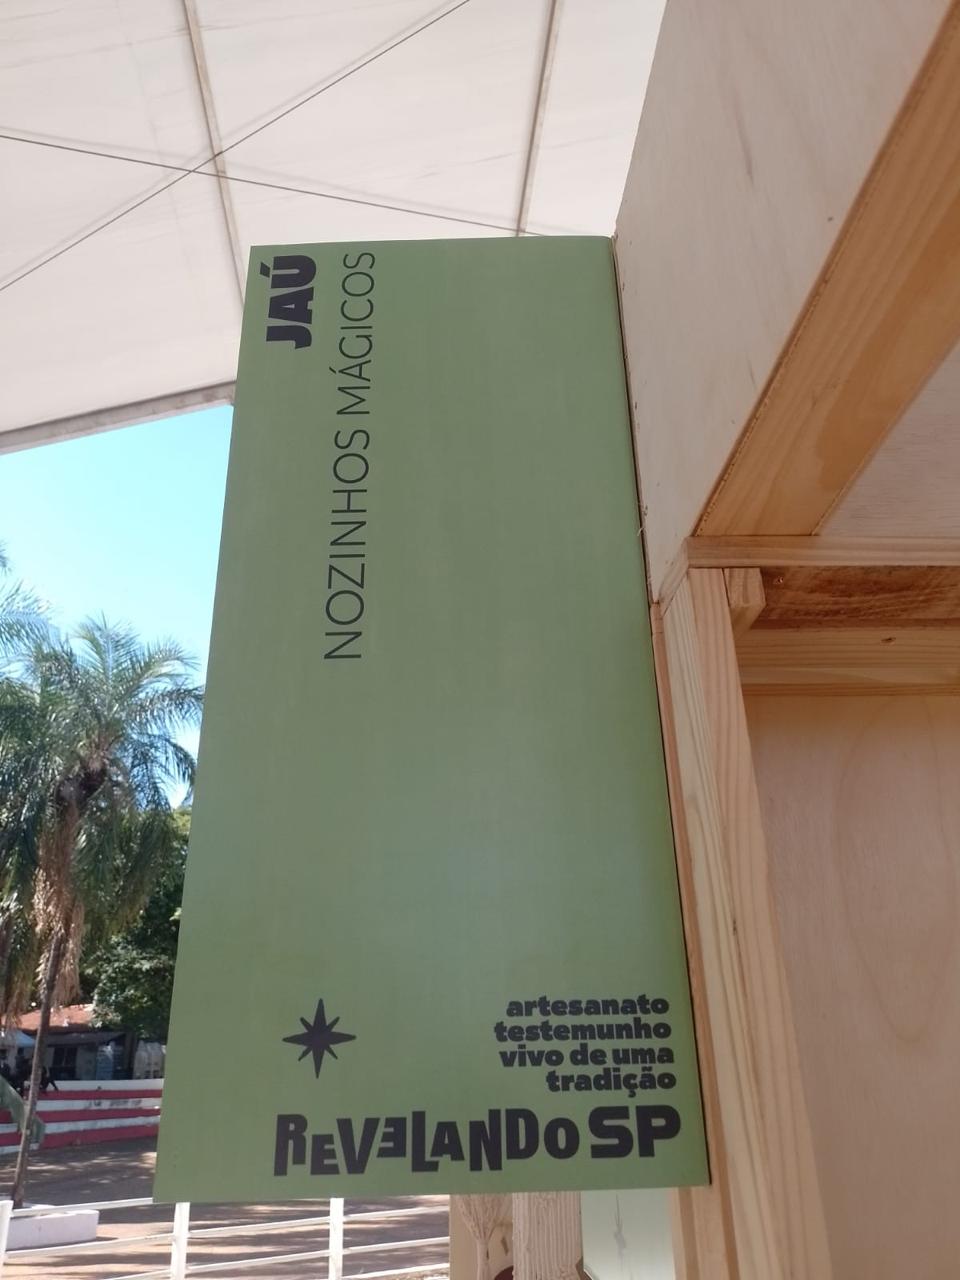 JAÚ
NOZINHOS MÁGICOS
artesanato
testemunho
vivo de uma
tradição
REVELANDO SP